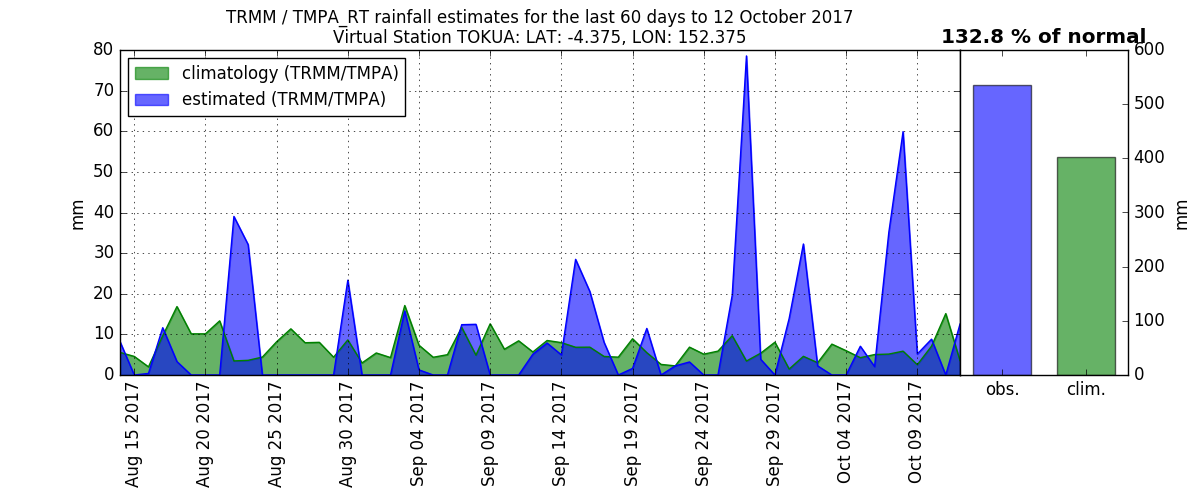 TRMM / TMPA_RT rainfall estimates for the last 60 days to 12 October 2017
Virtual Station TOKUA: LAT: -4.375, LON: 152.375
132.8 % of normal
climatology (TRMM/TMPA)
estimated (TRMM/TMPA)
80
70
60
50
40
30
20
10
0
mm
Aug 15 2017
Aug 20 2017
Aug 25 2017
Aug 30 2017
Sep 04 2017
Sep 09 2017
Sep 14 2017
Sep 19 2017
Sep 24 2017
Sep 29 2017
Oct 04 2017
Oct 09 2017
600
500
400
300
200
100
0
mm
obs.
clim.